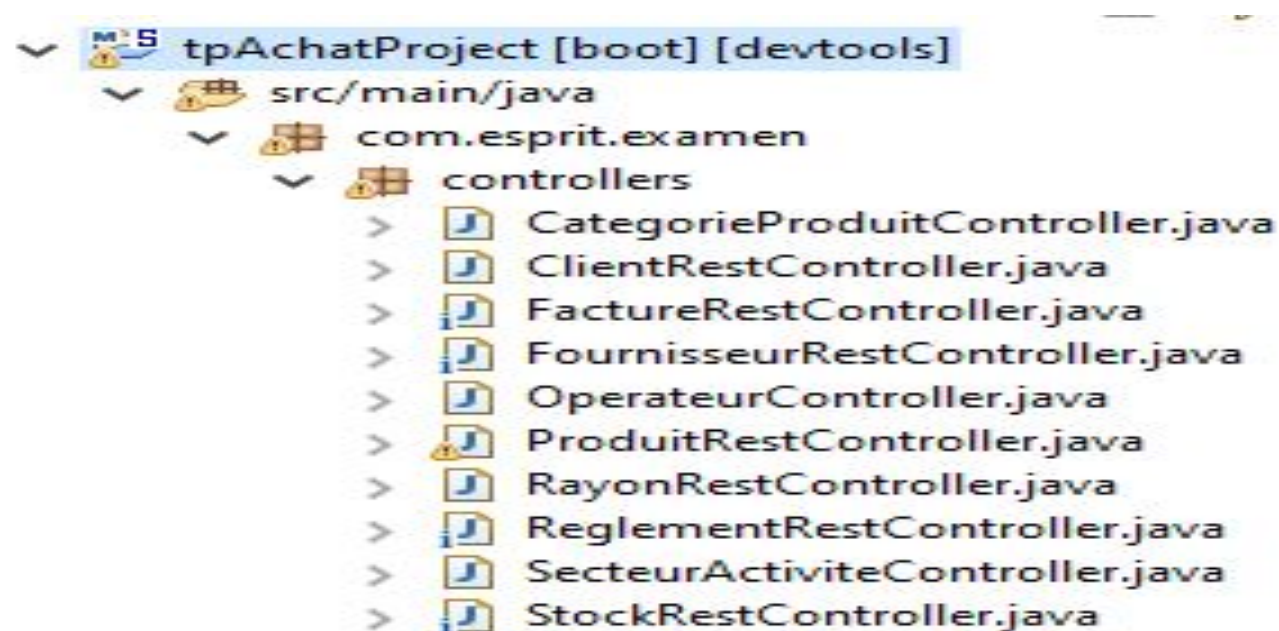 tpAchatProject [boot] [devtools]
src/main/java
com.esprit.examen
controllers
CategorieProduitController.java
ClientRestController.java
FactureRestController.java
FournisseurRestController.java
OperateurController.java
ProduitRestController.java
RayonRestController.java
ReglementRestController.java
SecteurActiviteController.java
StockRestController.java